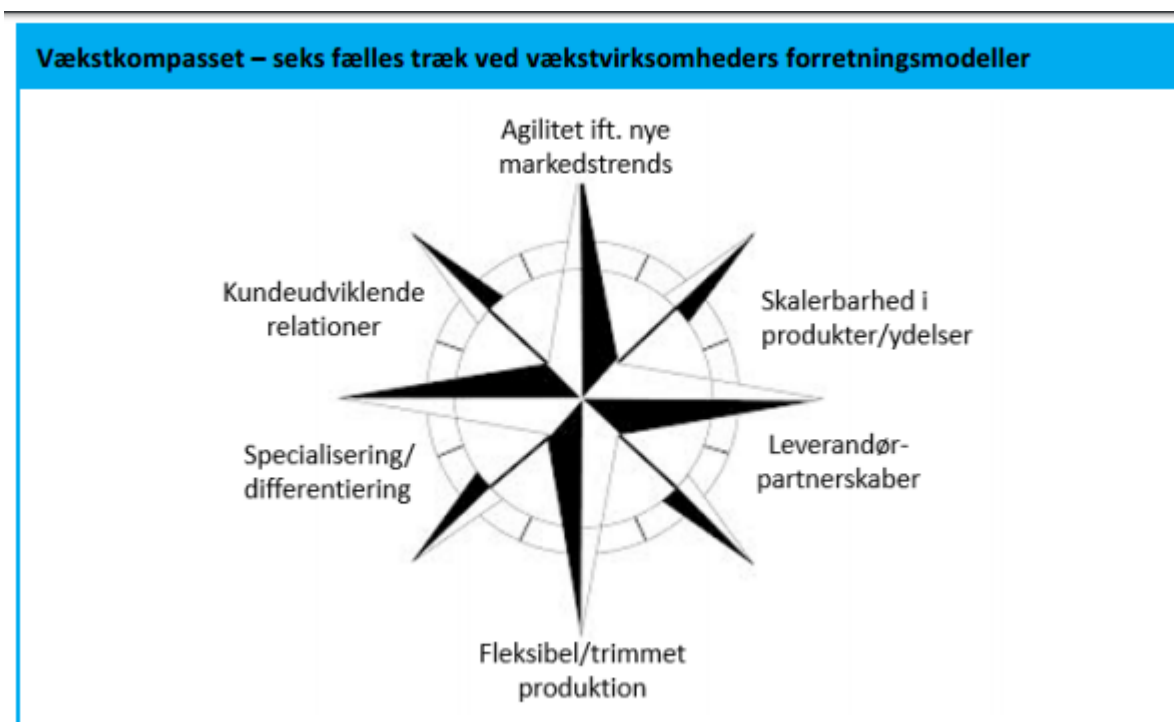 Vækstkompasset – seks fælles træk ved vækstvirksomheders forretningsmodeller
Agilitet ift. nye
markedstrends
Kundeudviklende
relationer
Skalerbarhed i
produkter/ydelser
Specialisering/
differentiering
Leverandør-
partnerskaber
Fleksibel/trimmet
produktion